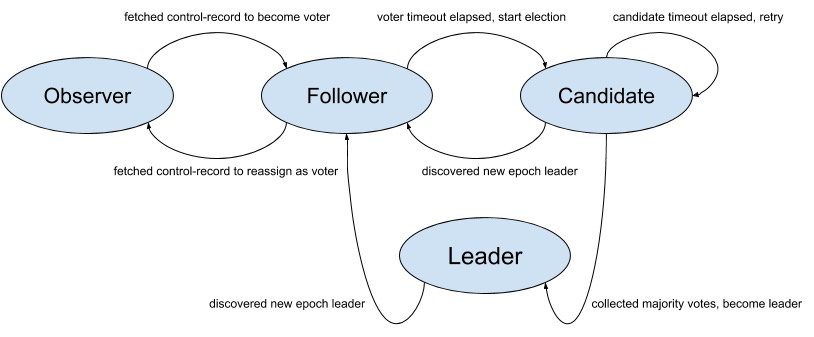 fetched control-record to become voter
voter timeout elapsed, start election
candidate timeout elapsed, retry
Observer
Follower
Candidate
fetched control-record to reassign as voter
discovered new epoch leader
Leader
discovered new epoch leader
collected majority votes, become leader